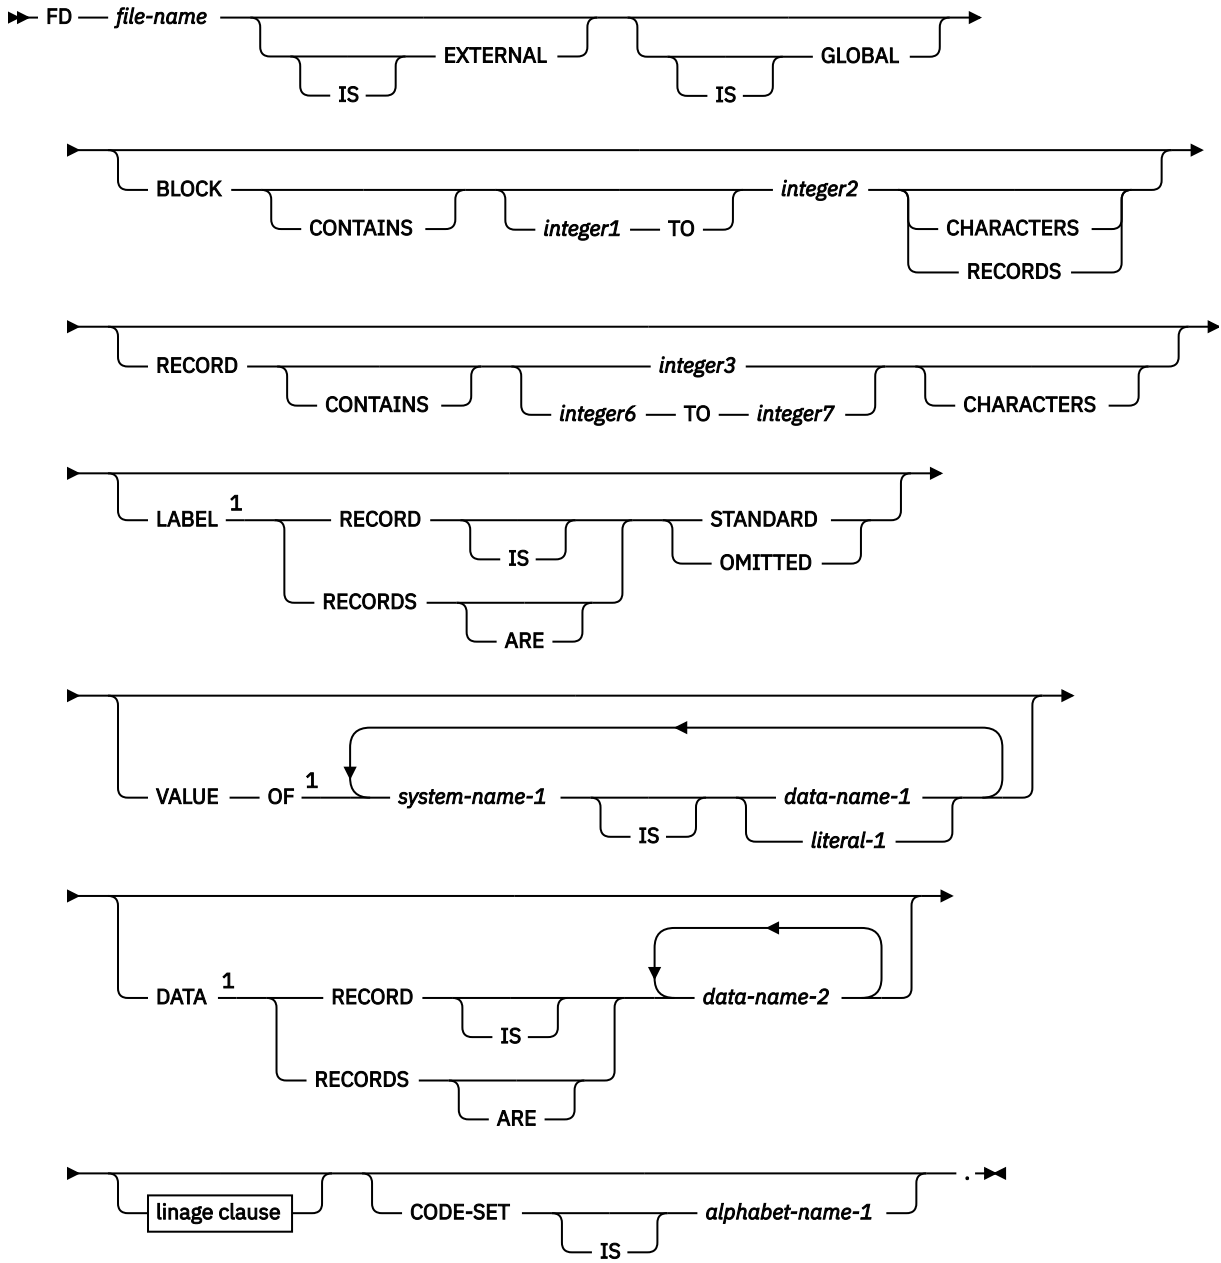 FD file-name
EXTERNAL GLOBAL
IS IS
BLOCK integer2
CONTAINS integer1 TO CHARACTERS
RECORDS
RECORD integer3
CONTAINS integer6 TO integer7 CHARACTERS
LABEL 1 RECORD STANDARD
IS OMITTED
RECORDS
ARE
VALUE OF 1 system-name-1 data-name-1
IS literal-1
DATA 1 RECORD data-name-2
IS
RECORDS
ARE
.
linage clause CODE-SET alphabet-name-1
IS